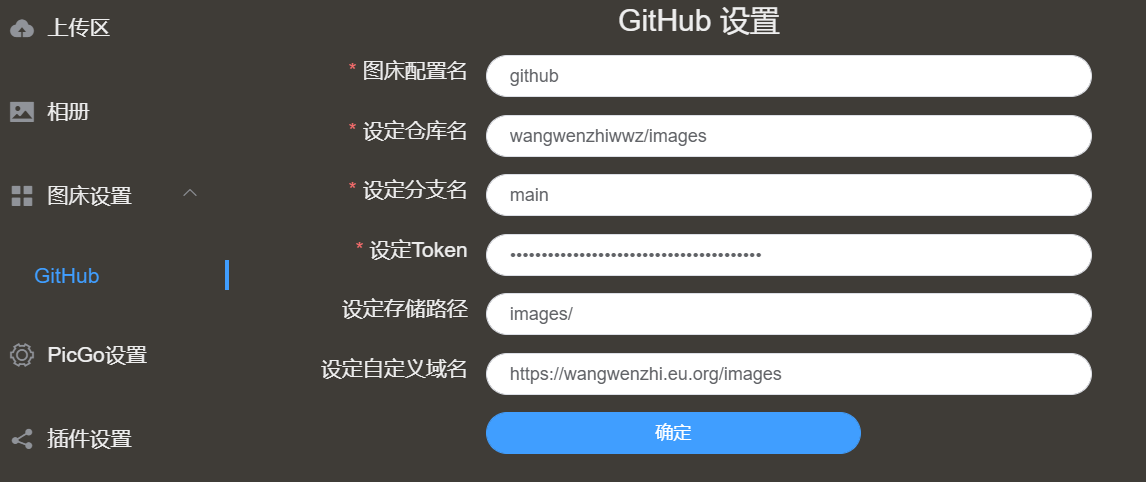 上传区
相册
图床设置
GitHub
PicGo设置
插件设置
GitHub 设置
* 图床配置名
github
* 设定仓库名
wangwenzhiwwz/images
* 设定分支名
main
* 设定Token
••••••••••••••••••••••••••••••••••••••••
设定存储路径
images/
设定自定义域名
https://wangwenzhi.eu.org/images
确定